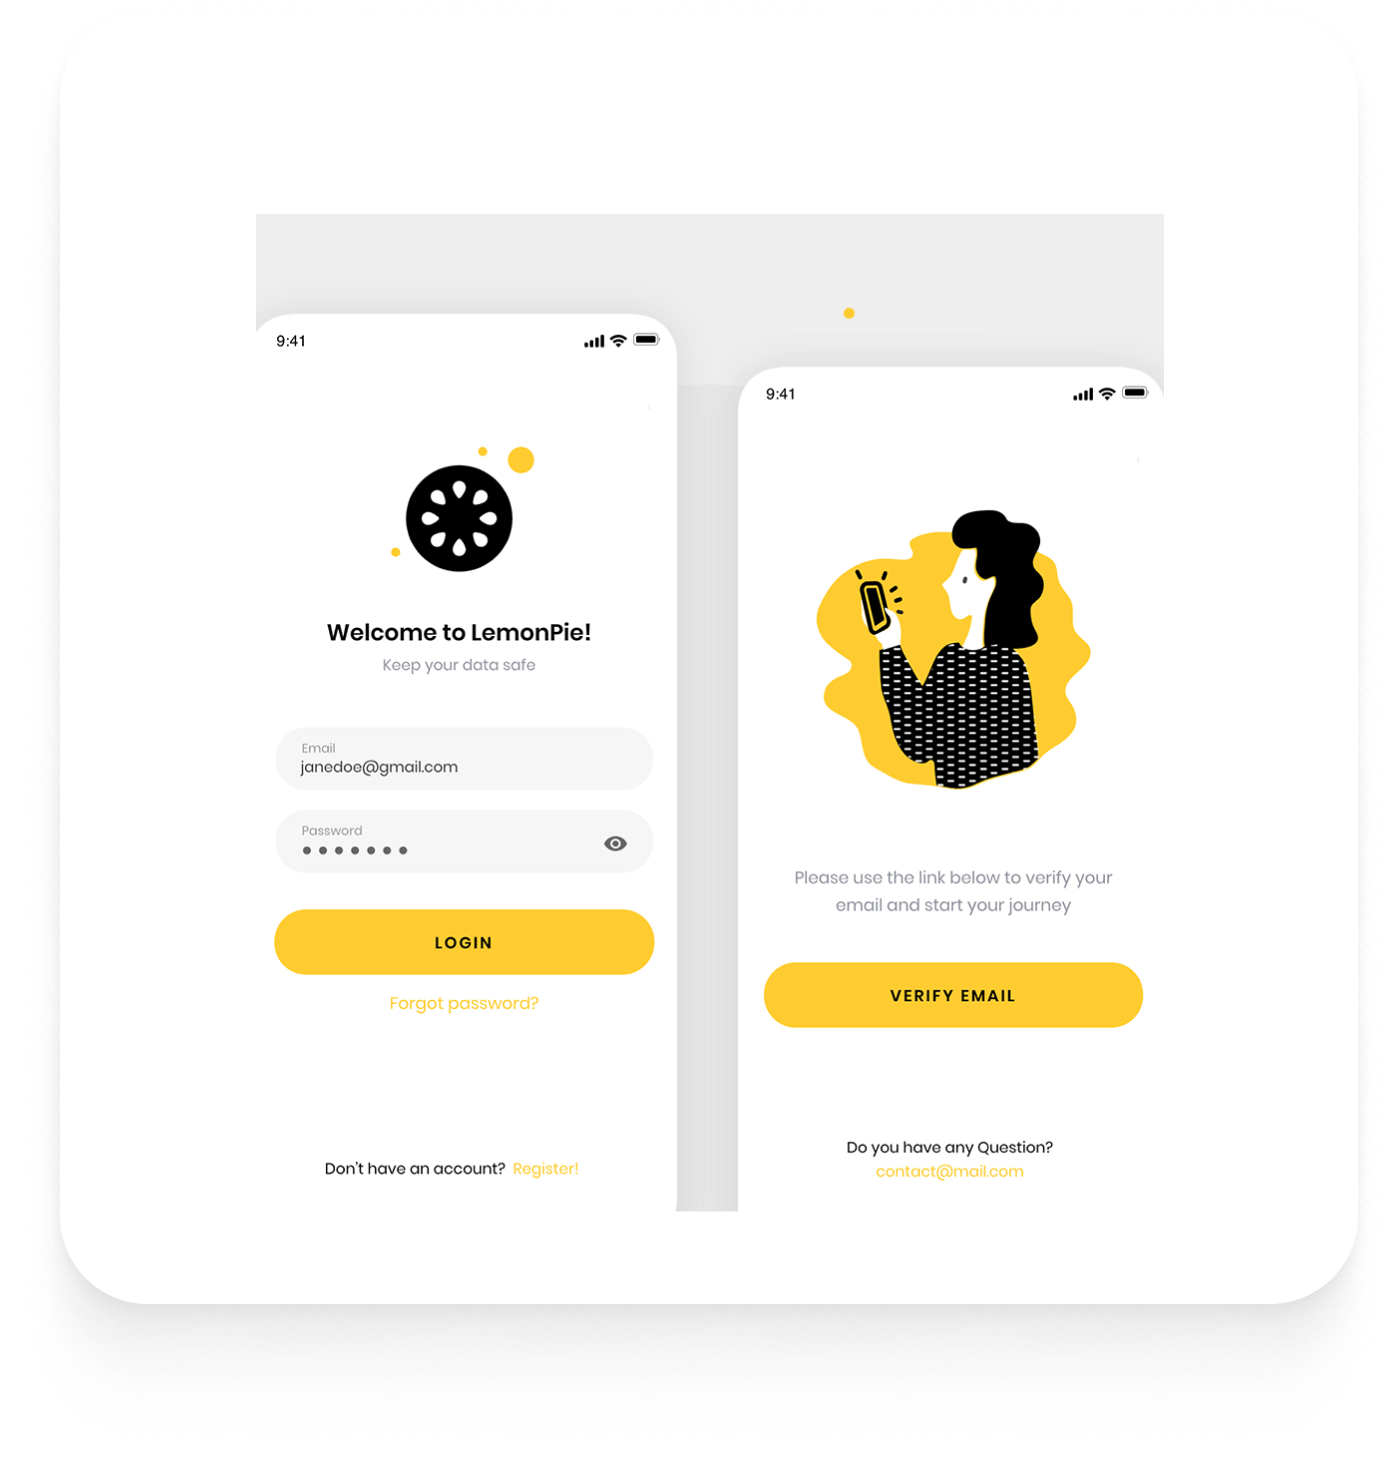 9:41
Welcome to LemonPie!
Keep your data safe
Email
janedoe@gmail.com
Password
LOGIN
Forgot password?
Don't have an account? Register!
9:41
Please use the link below to verify your
email and start your journey
VERIFY EMAIL
Do you have any Question?
contact@mail.com